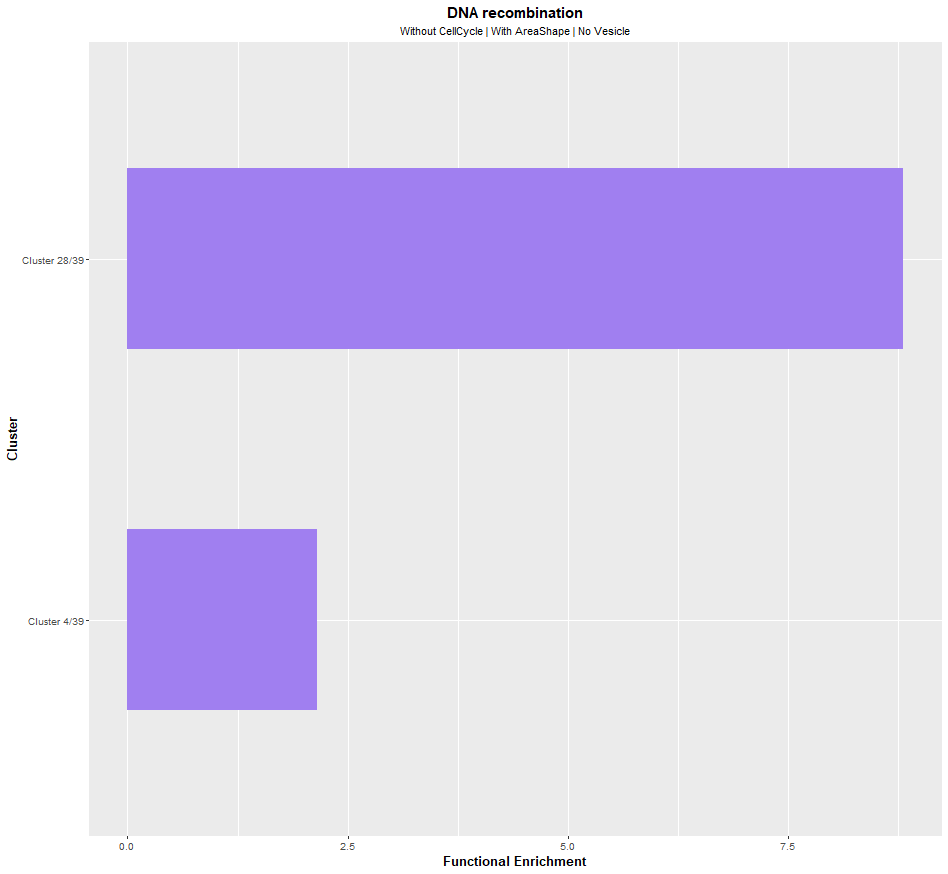 DNA recombination
Without CellCycle | With AreaShape | No Vesicle
Cluster 28/39
Cluster
Cluster 4/39
0.0 2.5 5.0 7.5
Functional Enrichment